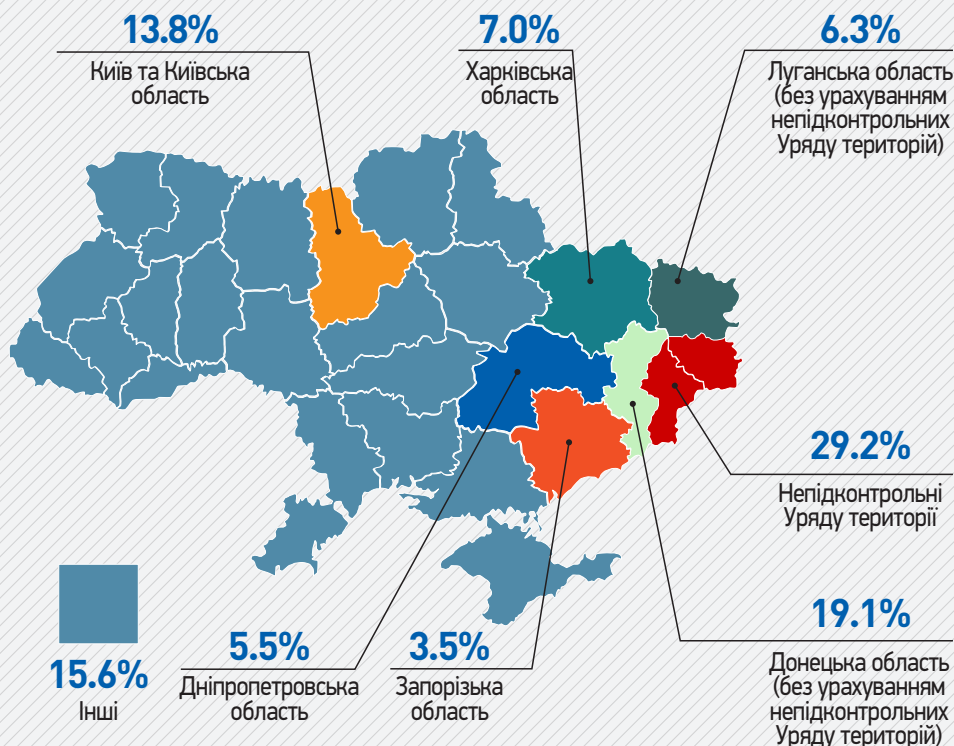 13.8%
Київ та Київська
область
7.0%
Харківська
область
6.3%
Луганська область
(без урахуванням
непідконтрольних
Уряду територій)
29.2%
Непідконтрольні
Уряду території
19.1%
Донецька область
(без урахуванням
непідконтрольних
Уряду територій)
3.5%
Запорізька
область
5.5%
Дніпропетровська
область
15.6%
Інші